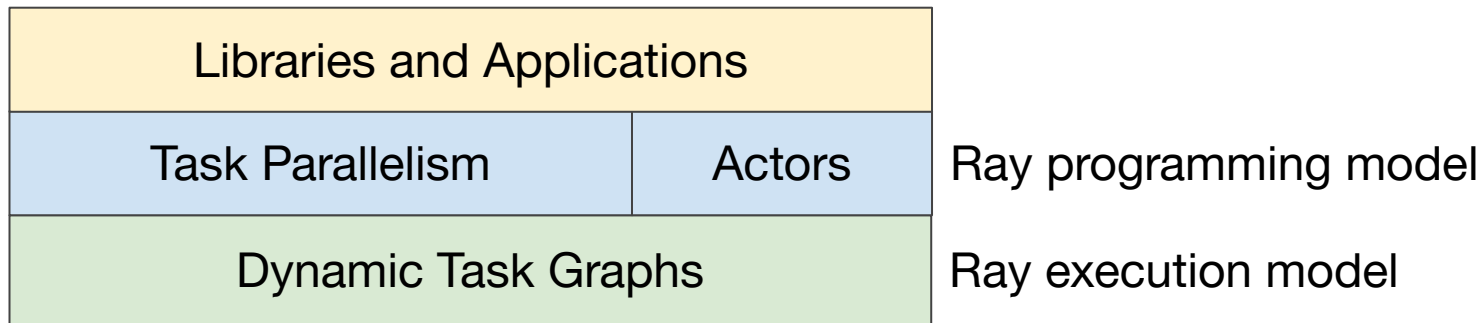 Libraries and Applications
Task Parallelism Actors Ray programming model
Dynamic Task Graphs Ray execution model